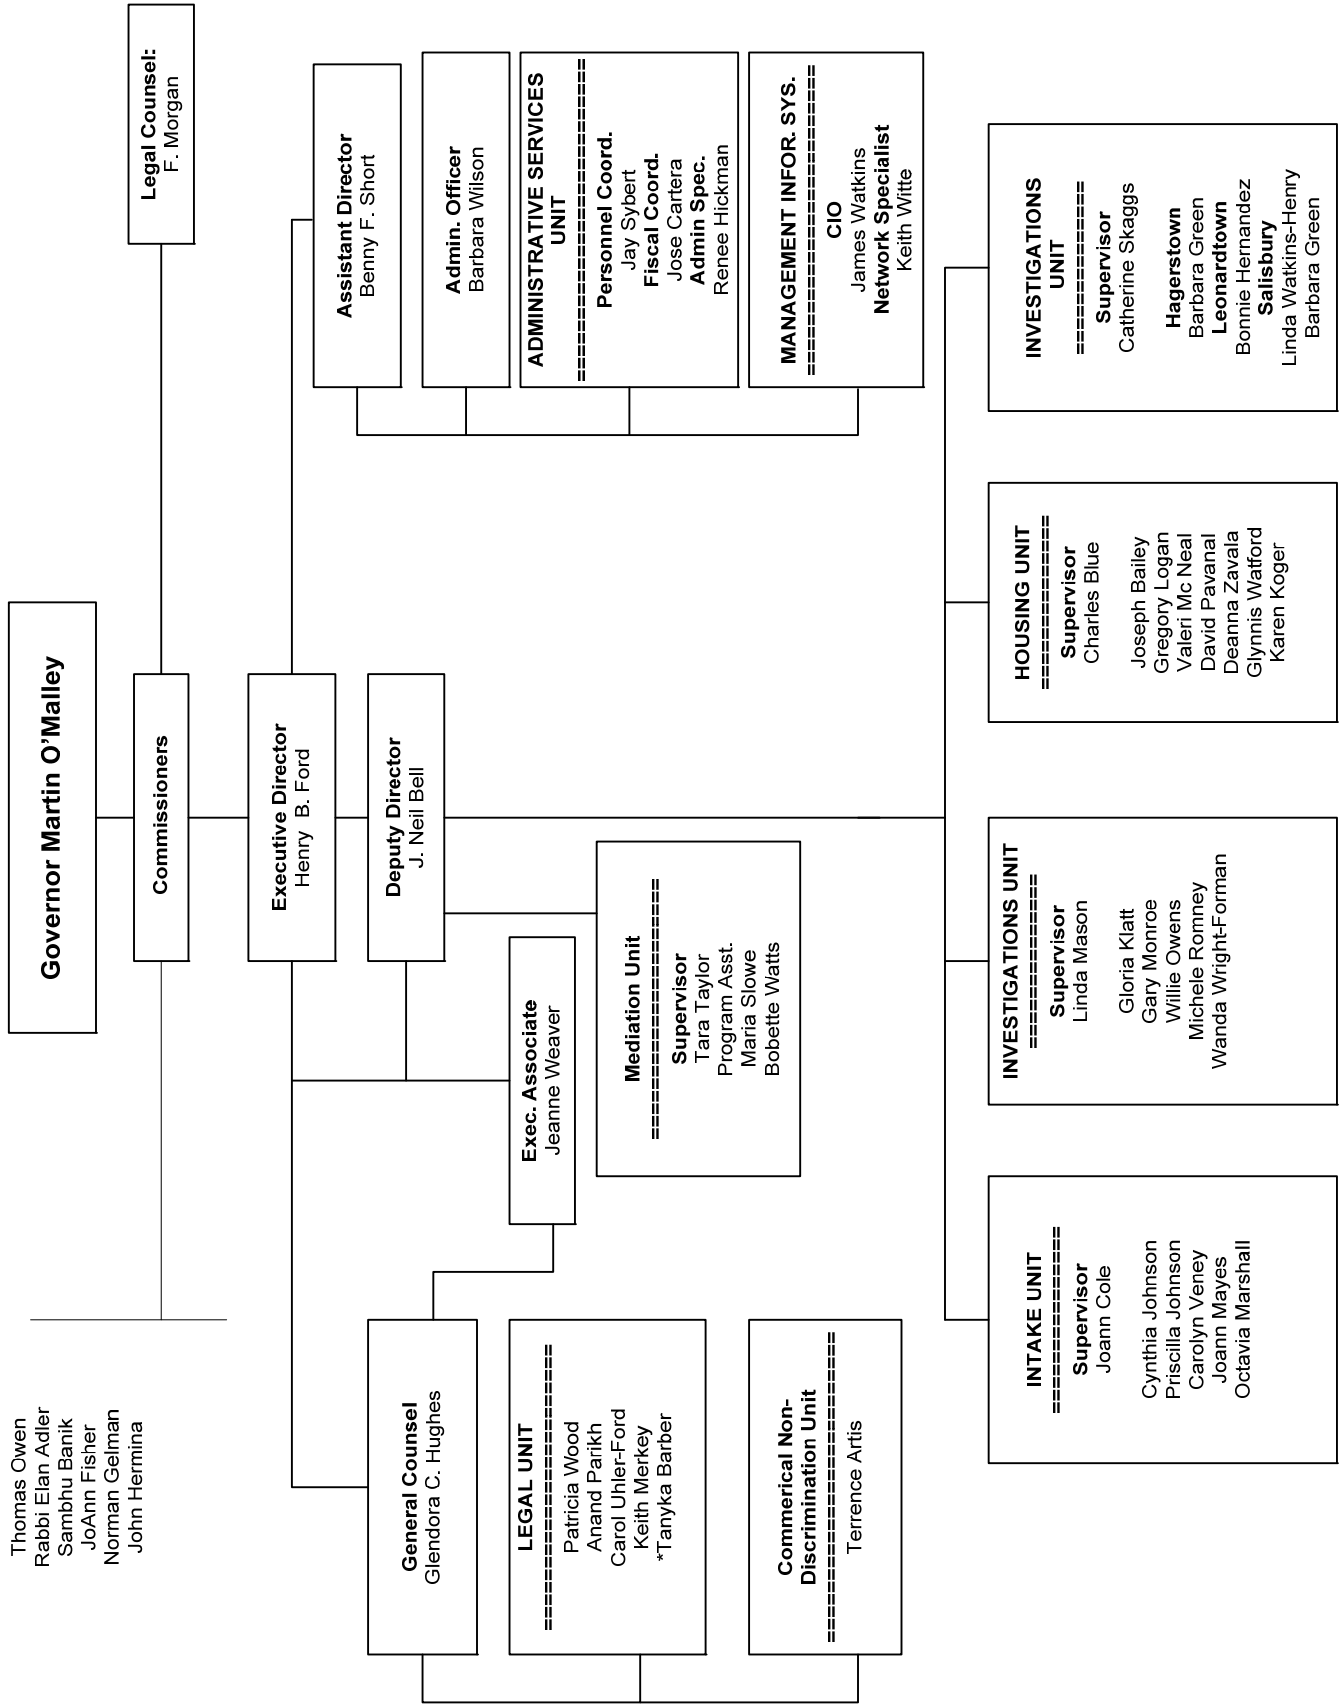 Governor Martin O'Malley
Thomas Owen
Rabbi Elan Adler
Sambhu Banik
JoAnn Fisher
Norman Gelman
John Hermina
Commissioners
Legal Counsel:
F. Morgan
Executive Director
Henry B. Ford
Deputy Director
J. Neil Bell
Assistant Director
Benny F. Short
General Counsel
Glendora C. Hughes
Exec. Associate
Jeanne Weaver
Admin. Officer
Barbara Wilson
LEGAL UNIT
==========================
Patricia Wood
Anand Parikh
Carol Uhler-Ford
Keith Merkey
*Tanyka Barber
Mediation Unit
========================
Supervisor
Tara Taylor
Program Asst.
Maria Slowe
Bobette Watts
ADMINISTRATIVE SERVICES
UNIT
=============================
Personnel Coord.
Jay Sybert
Fiscal Coord.
Jose Cartera
Admin Spec.
Renee Hickman
Commerical Non-
Discrimination Unit
============================
Terrence Artis
MANAGEMENT INFOR. SYS.
============================
CIO
James Watkins
Network Specialist
Keith Witte
INTAKE UNIT
=================
Supervisor
Joann Cole
Cynthia Johnson
Priscilla Johnson
Carolyn Veney
Joann Mayes
Octavia Marshall
INVESTIGATIONS UNIT
================
Supervisor
Linda Mason
Gloria Klatt
Gary Monroe
Willie Owens
Michele Romney
Wanda Wright-Forman
HOUSING UNIT
================
Supervisor
Charles Blue
Joseph Bailey
Gregory Logan
Valeri Mc Neal
David Pavanal
Deanna Zavala
Glynnis Watford
Karen Koger
INVESTIGATIONS
UNIT
================
Supervisor
Catherine Skaggs
Hagerstown
Barbara Green
Leonardtown
Bonnie Hernandez
Salisbury
Linda Watkins-Henry
Barbara Green